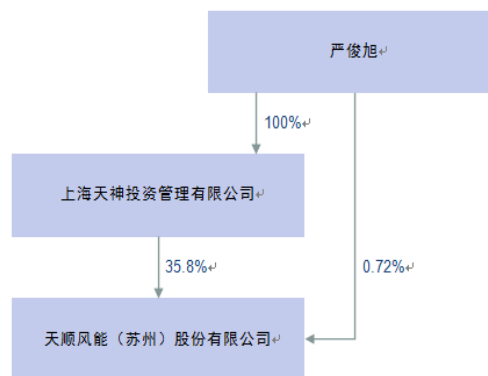 严俊旭
100%
上海天神投资管理有限公司
35.8%
0.72%
天顺风能（苏州）股份有限公司